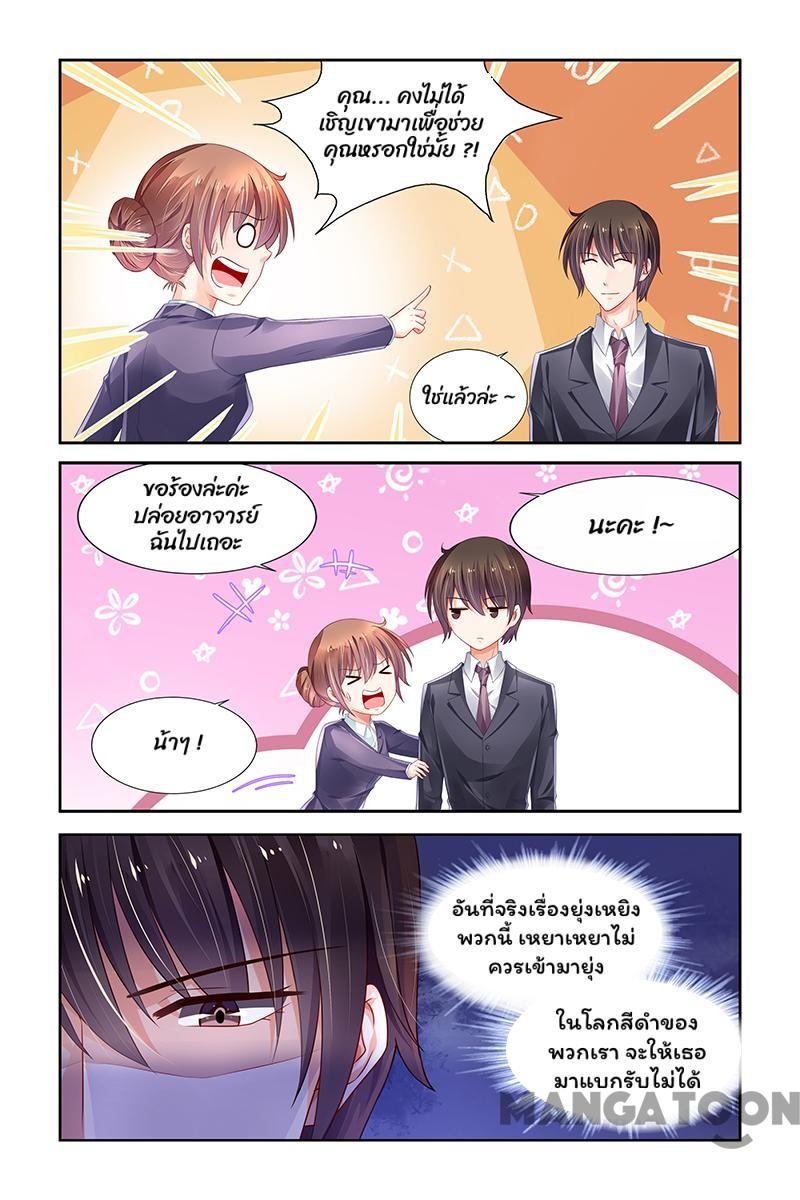 คุณ... คงไม่ได้
เชิญเขามาเพื่อช่วย
คุณหรอกใช่มั้ย ?!
ใช่แล้วล่ะ ~
ขอร้องล่ะค่ะ
ปล่อยอาจารย์
ฉันไปเถอะ
นะคะ !~
น้าๆ !
อันที่จริงเรื่องยุ่งเหยิง
พวกนี้ เหยาเหยาไม่
ควรเข้ามายุ่ง
ในโลกสีดำของ
พวกเรา จะให้เธอ
มาแบกรับไม่ได้
MANGATOON